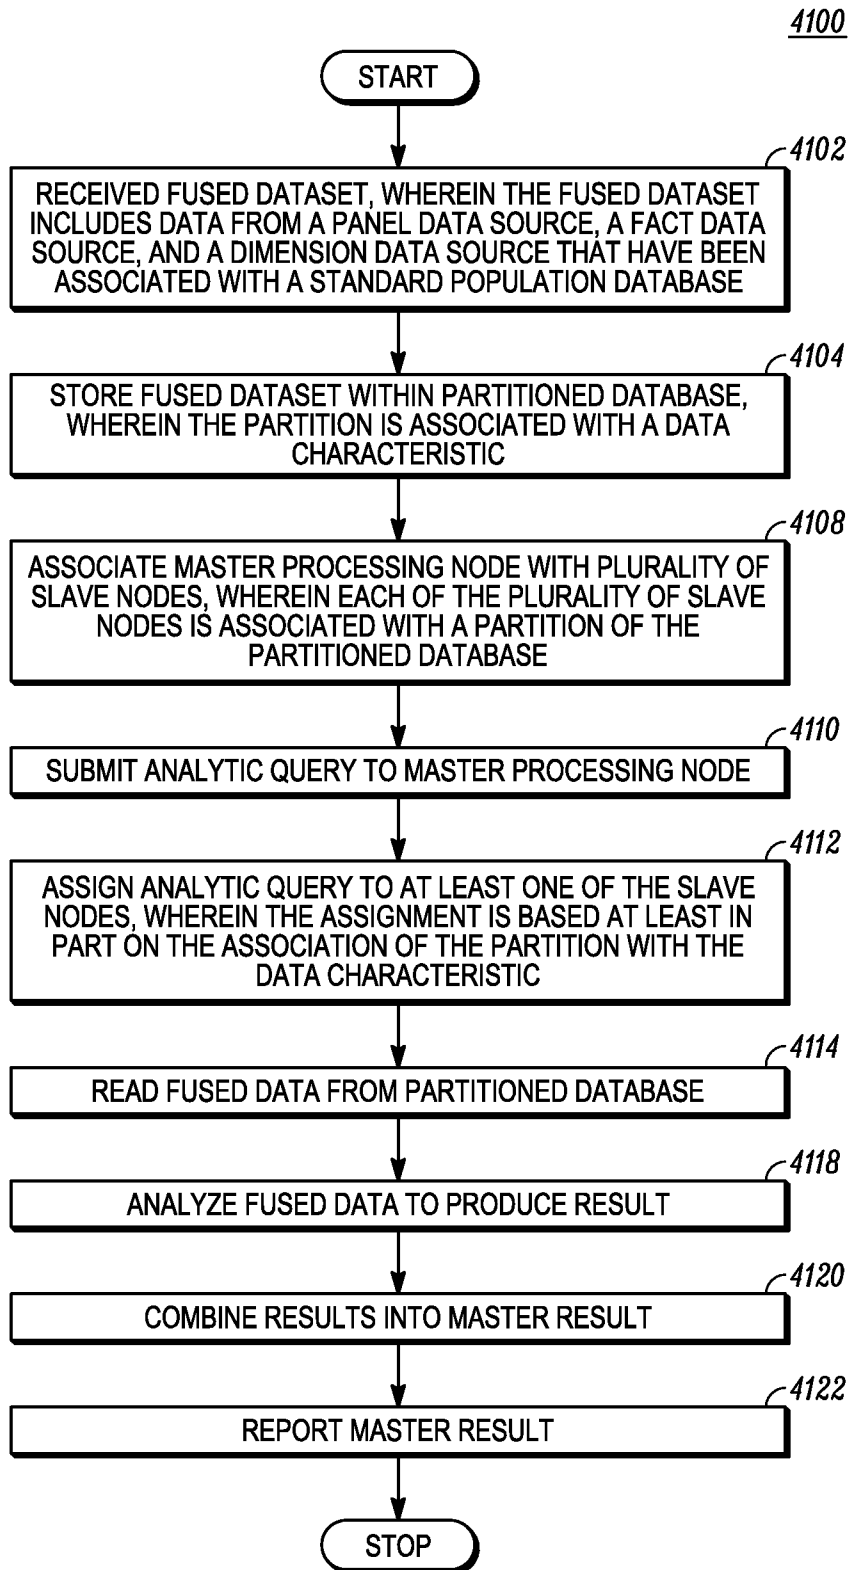 4100
START
4102
RECEIVED FUSED DATASET, WHEREIN THE FUSED DATASET
INCLUDES DATA FROM A PANEL DATA SOURCE, A FACT DATA
SOURCE, AND A DIMENSION DATA SOURCE THAT HAVE BEEN
ASSOCIATED WITH A STANDARD POPULATION DATABASE
4104
STORE FUSED DATASET WITHIN PARTITIONED DATABASE,
WHEREIN THE PARTITION IS ASSOCIATED WITH A DATA
CHARACTERISTIC
4108
ASSOCIATE MASTER PROCESSING NODE WITH PLURALITY OF
SLAVE NODES, WHEREIN EACH OF THE PLURALITY OF SLAVE
NODES IS ASSOCIATED WITH A PARTITION OF THE
PARTITIONED DATABASE
4110
SUBMIT ANALYTIC QUERY TO MASTER PROCESSING NODE
4112
ASSIGN ANALYTIC QUERY TO AT LEAST ONE OF THE SLAVE
NODES, WHEREIN THE ASSIGNMENT IS BASED AT LEAST IN
PART ON THE ASSOCIATION OF THE PARTITION WITH THE
DATA CHARACTERISTIC
4114
READ FUSED DATA FROM PARTITIONED DATABASE
4118
ANALYZE FUSED DATA TO PRODUCE RESULT
4120
COMBINE RESULTS INTO MASTER RESULT
4122
REPORT MASTER RESULT
STOP